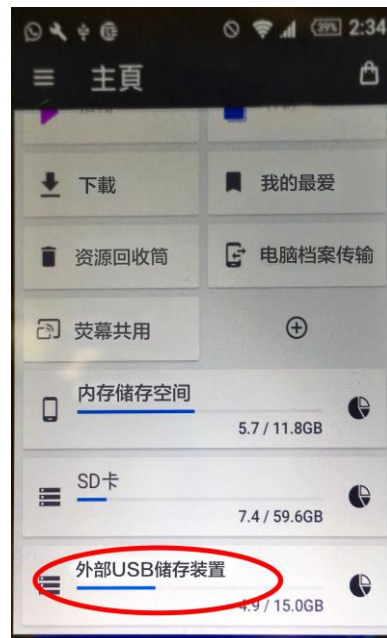 39% 2:34
主頁
下載 我的最爱
资源回收筒 电脑档案传输
荧幕共用
内存储存空间
5.7 / 11.8GB
SD卡
7.4 / 59.6GB
外部USB储存装置
4.9 / 15.0GB